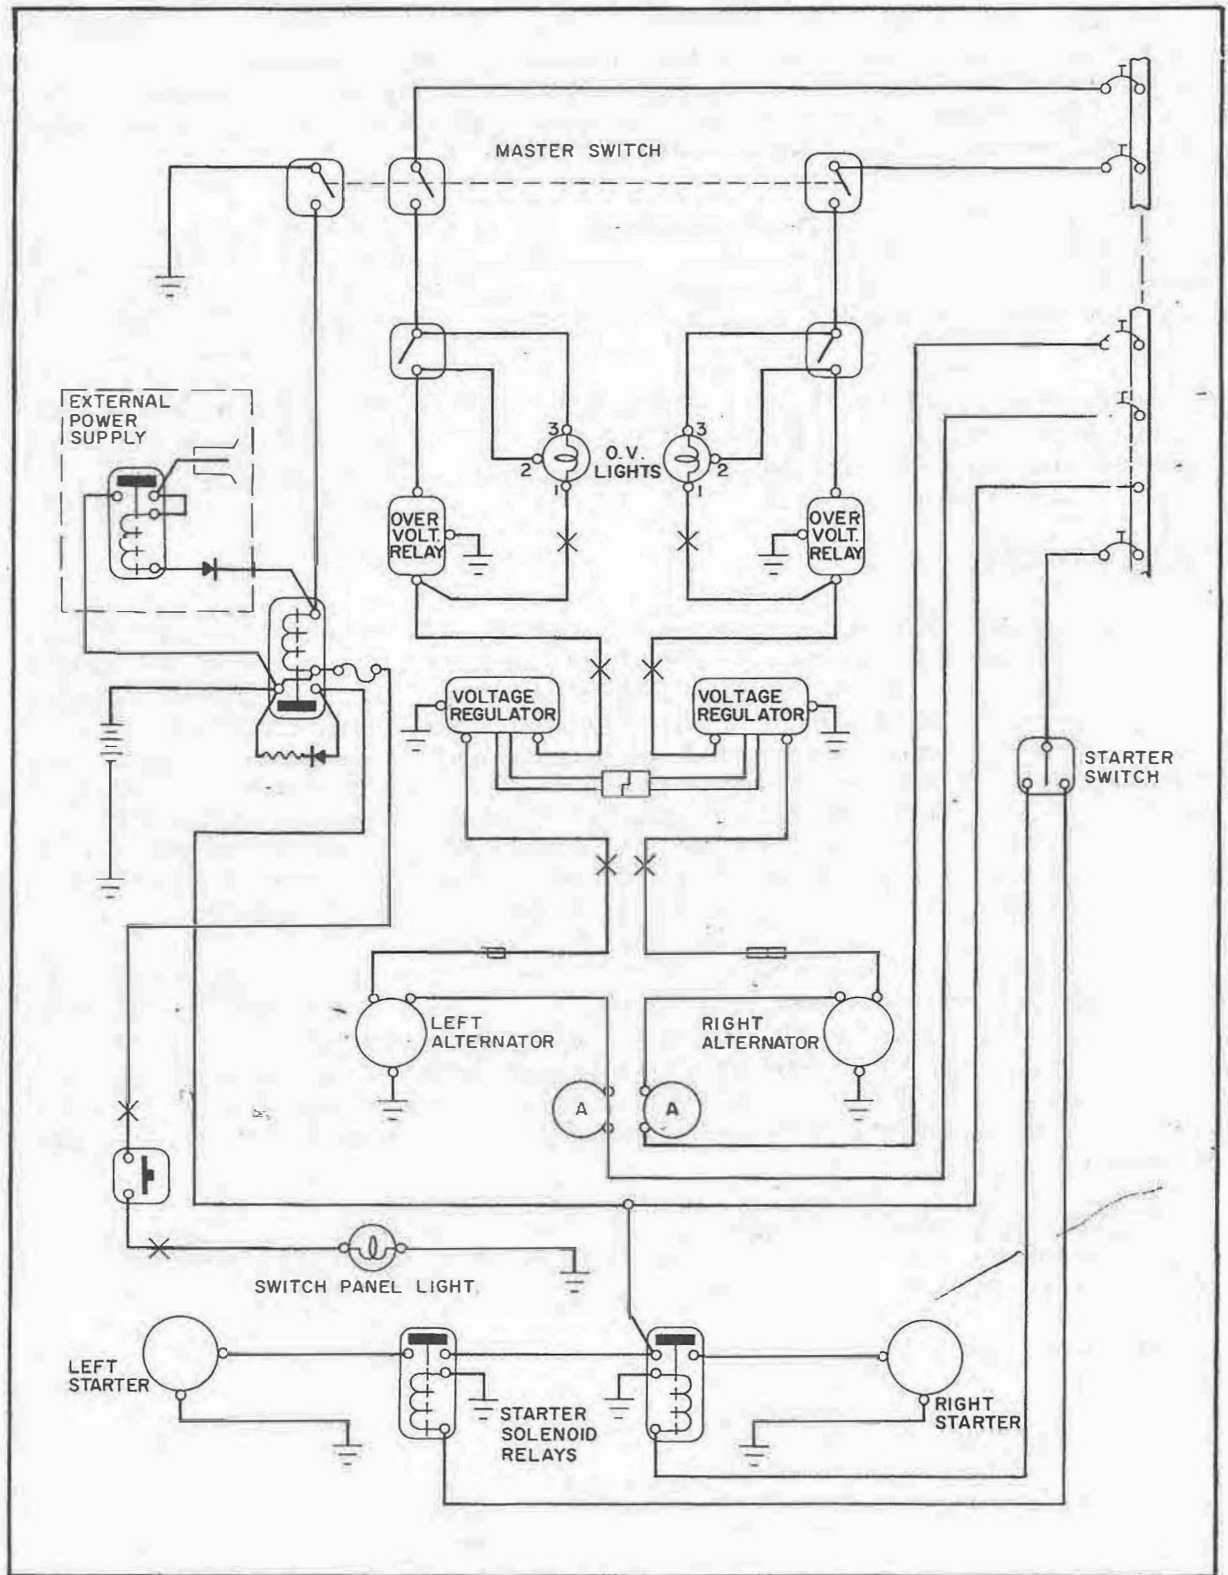 MASTER SWITCH
EXTERNAL
POWER
SUPPLY
3
2
1
O.V.
LIGHTS
3
2
1
OVER
VOLT.
RELAY
OVER
VOLT.
RELAY
VOLTAGE
REGULATOR
VOLTAGE
REGULATOR
STARTER
SWITCH
LEFT
ALTERNATOR
RIGHT
ALTERNATOR
A
A
SWITCH PANEL LIGHT
LEFT
STARTER
STARTER
SOLENOID
RELAYS
RIGHT
STARTER